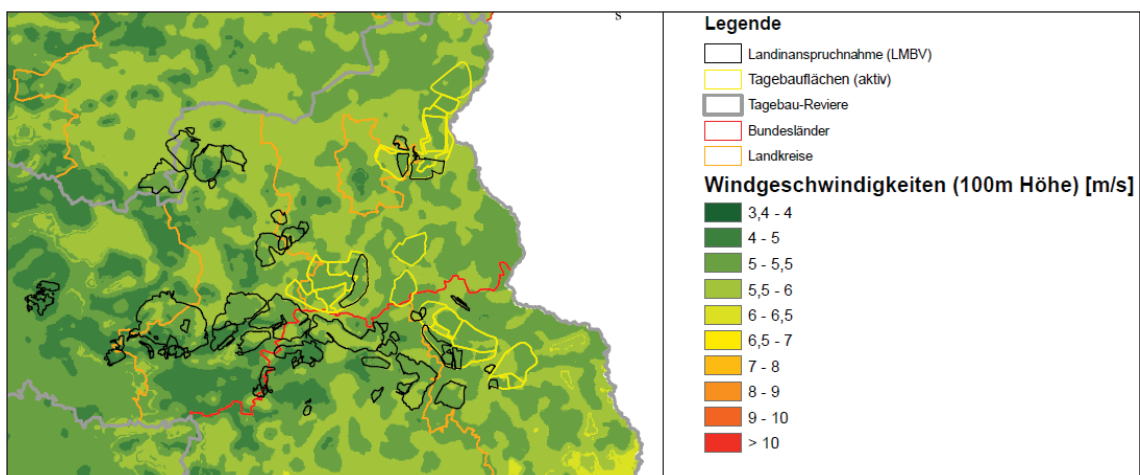 s
Legende
Landinanspruchnahme (LMBV)
Tagebauflächen (aktiv)
Tagebau-Reviere
Bundesländer
Landkreise
Windgeschwindigkeiten (100m Höhe) [m/s]
3,4 - 4
4 - 5
5 - 5,5
5,5 - 6
6 - 6,5
6,5 - 7
7 - 8
8 - 9
9 - 10
> 10